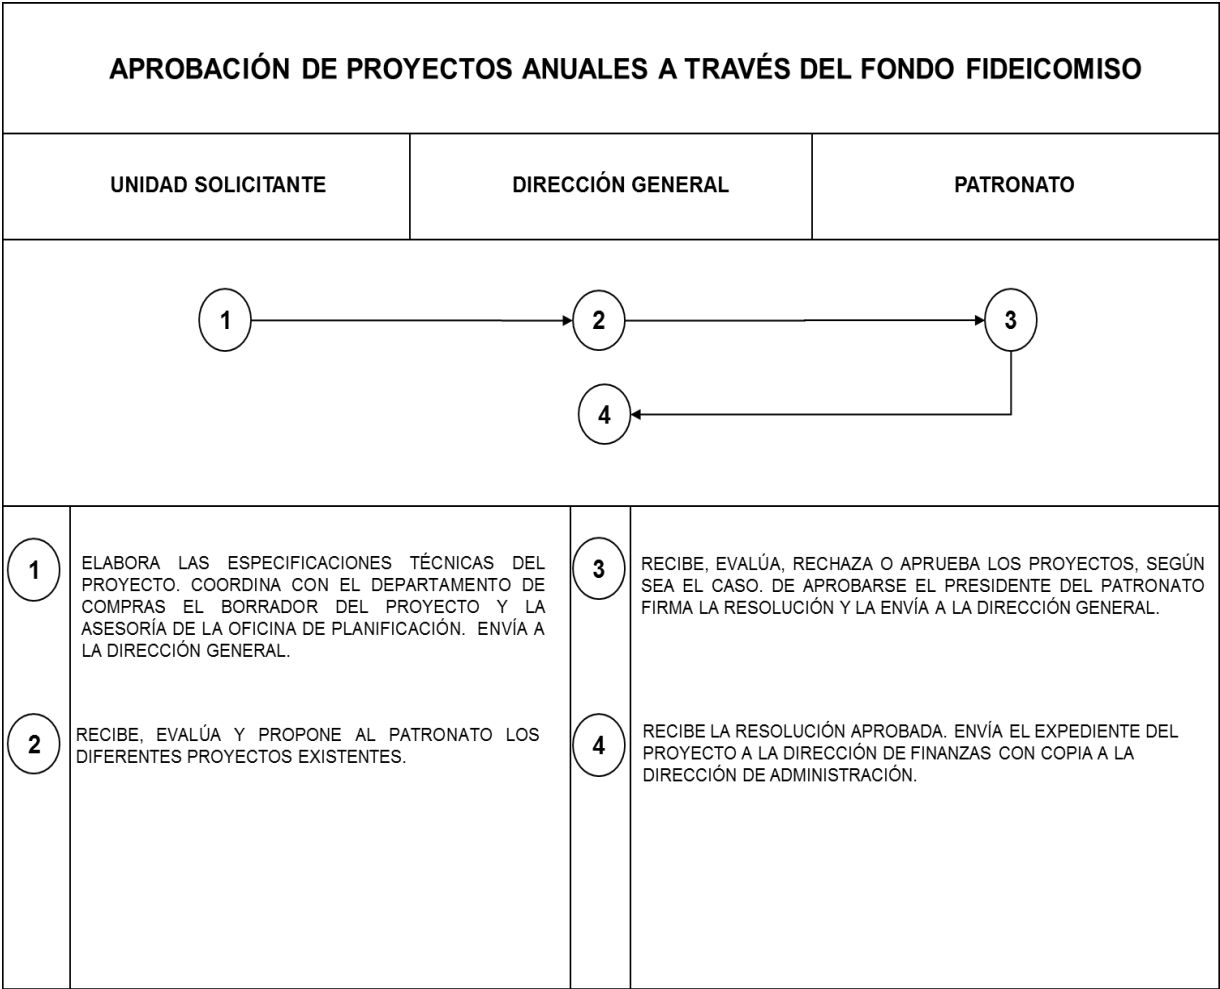 APROBACIÓN DE PROYECTOS ANUALES A TRAVÉS DEL FONDO FIDEICOMISO
UNIDAD SOLICITANTE
DIRECCIÓN GENERAL
PATRONATO
1
2
3
4
1
ELABORA LAS ESPECIFICACIONES TÉCNICAS DEL
PROYECTO. COORDINA CON EL DEPARTAMENTO DE
COMPRAS EL BORRADOR DEL PROYECTO Y LA
ASESORÍA DE LA OFICINA DE PLANIFICACIÓN. ENVÍA A
LA DIRECCIÓN GENERAL.
2
RECIBE, EVALÚA Y PROPONE AL PATRONATO LOS
DIFERENTES PROYECTOS EXISTENTES.
3
RECIBE, EVALÚA, RECHAZA O APRUEBA LOS PROYECTOS, SEGÚN
SEA EL CASO. DE APROBARSE EL PRESIDENTE DEL PATRONATO
FIRMA LA RESOLUCIÓN Y LA ENVÍA A LA DIRECCIÓN GENERAL.
4
RECIBE LA RESOLUCIÓN APROBADA. ENVÍA EL EXPEDIENTE DEL
PROYECTO A LA DIRECCIÓN DE FINANZAS CON COPIA A LA
DIRECCIÓN DE ADMINISTRACIÓN.